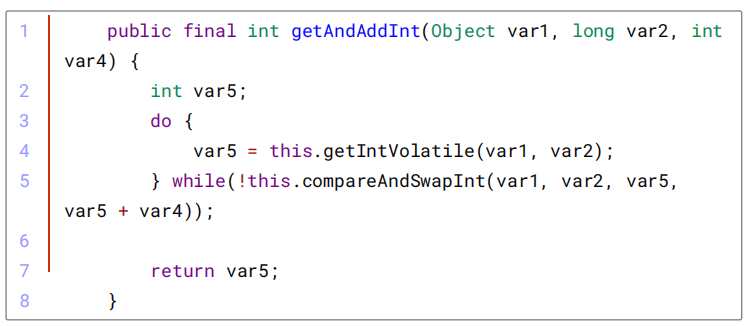 1 public final int getAndAddInt(Object var1, long var2, int
var4) {
2 int var5;
3 do {
4 var5 = this.getIntVolatile(var1, var2);
5 } while(!this.compareAndSwapInt(var1, var2, var5,
var5 + var4));
6
7 return var5;
8 }